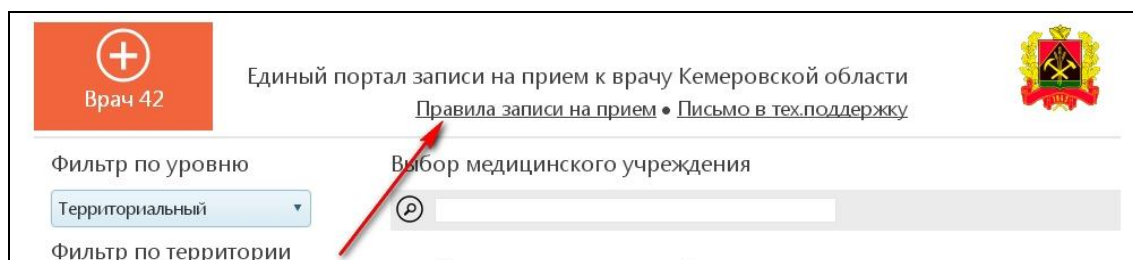 Врач 42
Единый портал записи на прием к врачу Кемеровской области
Правила записи на прием • Письмо в тех.поддержку
Фильтр по уровню
Выбор медицинского учреждения
Территориальный
Фильтр по территории